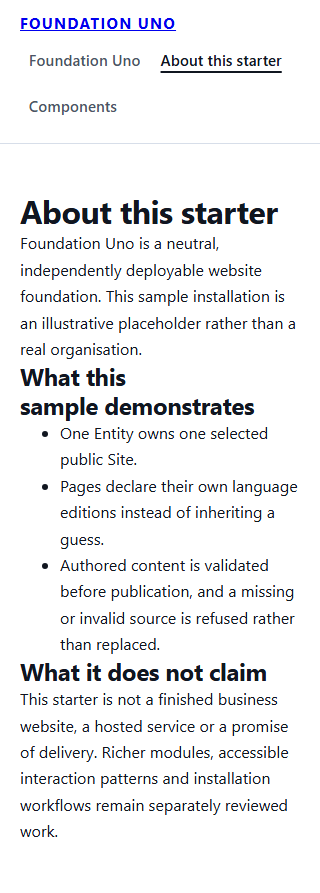 FOUNDATION UNO
Foundation Uno
About this starter
Components
About this starter
Foundation Uno is a neutral,
independently deployable website
foundation. This sample installation is
an illustrative placeholder rather than a
real organisation.
What this
sample demonstrates
One Entity owns one selected
public Site.
Pages declare their own language
editions instead of inheriting a
guess.
Authored content is validated
before publication, and a missing
or invalid source is refused rather
than replaced.
What it does not claim
This starter is not a finished business
website, a hosted service or a promise
of delivery. Richer modules, accessible
interaction patterns and installation
workflows remain separately reviewed
work.